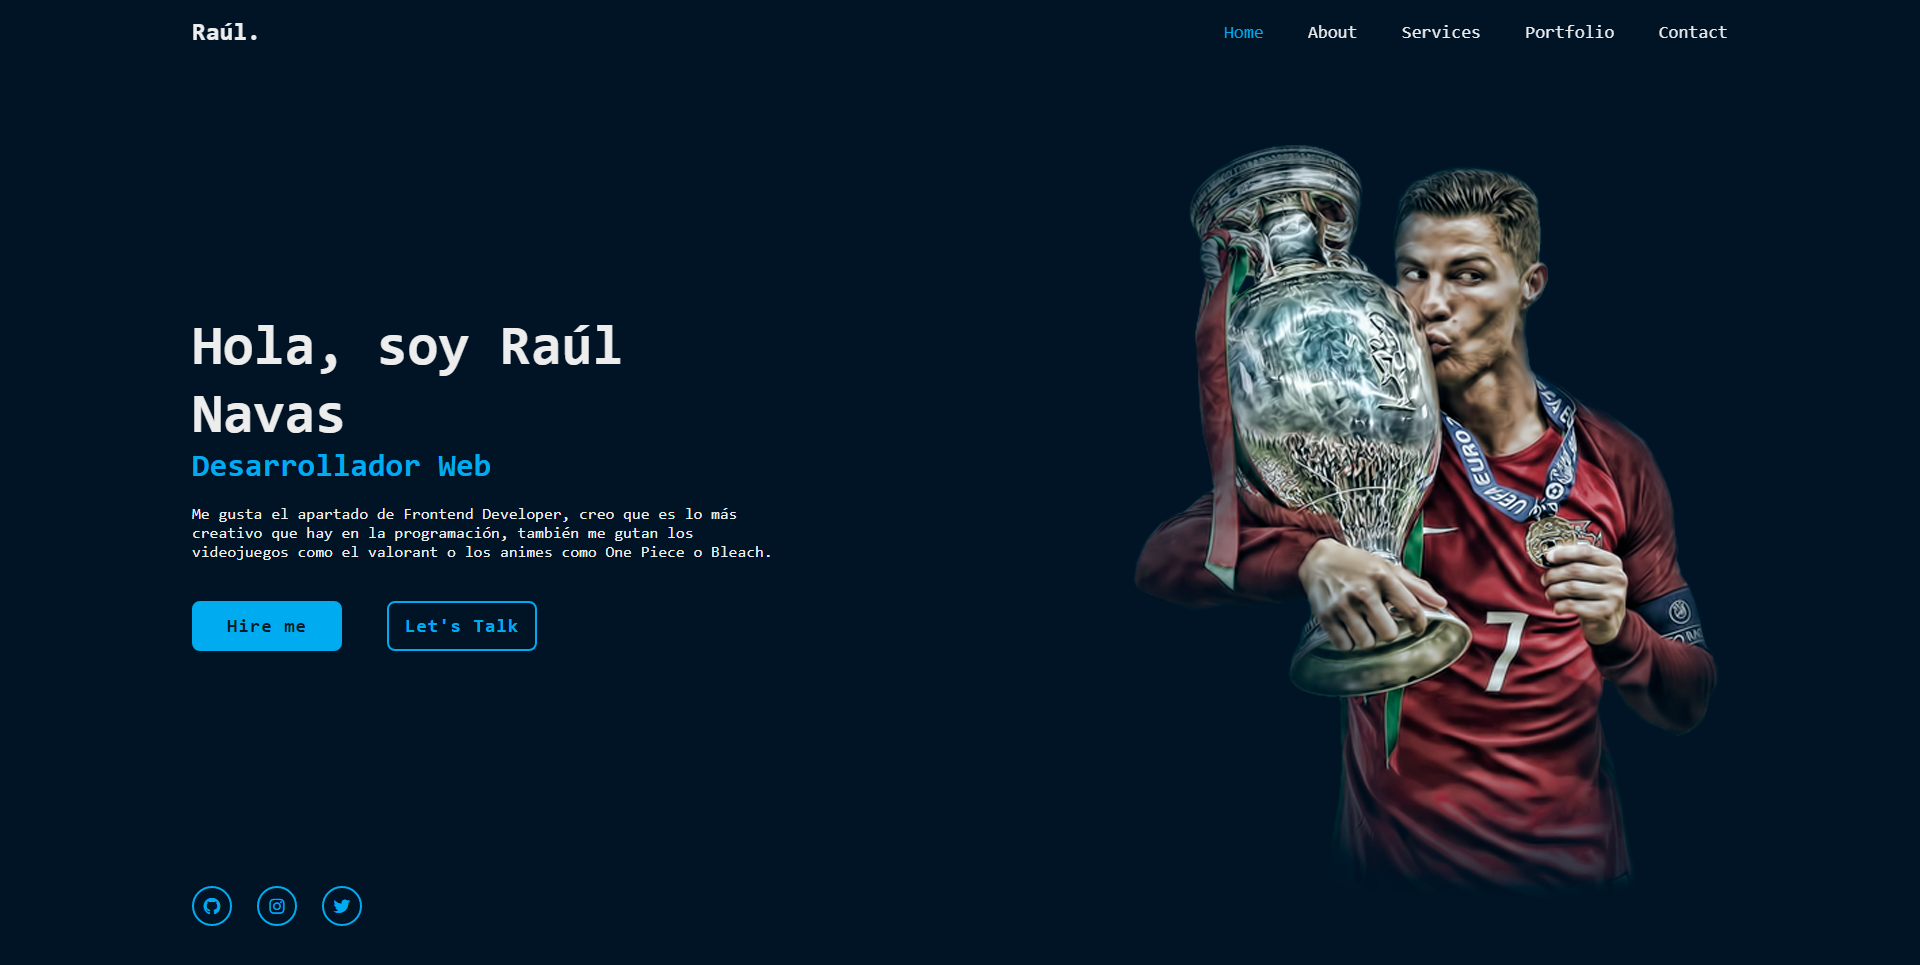 Raúl.
Home About Services Portfolio Contact
Hola, soy Raúl
Navas
Desarrollador Web
Me gusta el apartado de Frontend Developer, creo que es lo más
creativo que hay en la programación, también me gutan los
videojuegos como el valorant o los animes como One Piece o Bleach.
Hire me Let's Talk
UEFA EURO
UEFA
7